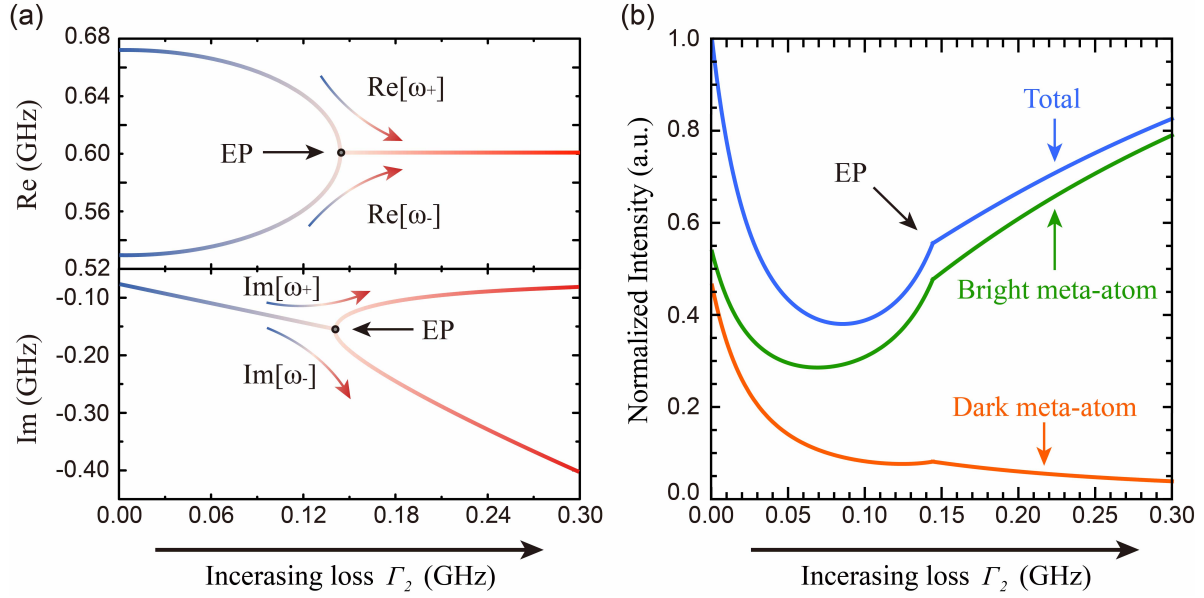 (a)
Re (GHz)
0.68
0.60
0.56
0.52
Re[ω+]
EP
Re[ω-]
Im (GHz)
-0.10
-0.20
-0.30
-0.40
Im[ω+]
EP
Im[ω-]
0.00 0.06 0.12 0.18 0.24 0.30
Incerasing loss Γ2 (GHz)
(b)
Normalized Intensity (a.u.)
1.0
0.8
0.6
0.4
0.2
0.0
Total
EP
Bright meta-atom
Dark meta-atom
0.00 0.05 0.10 0.15 0.20 0.25 0.30
Incerasing loss Γ2 (GHz)